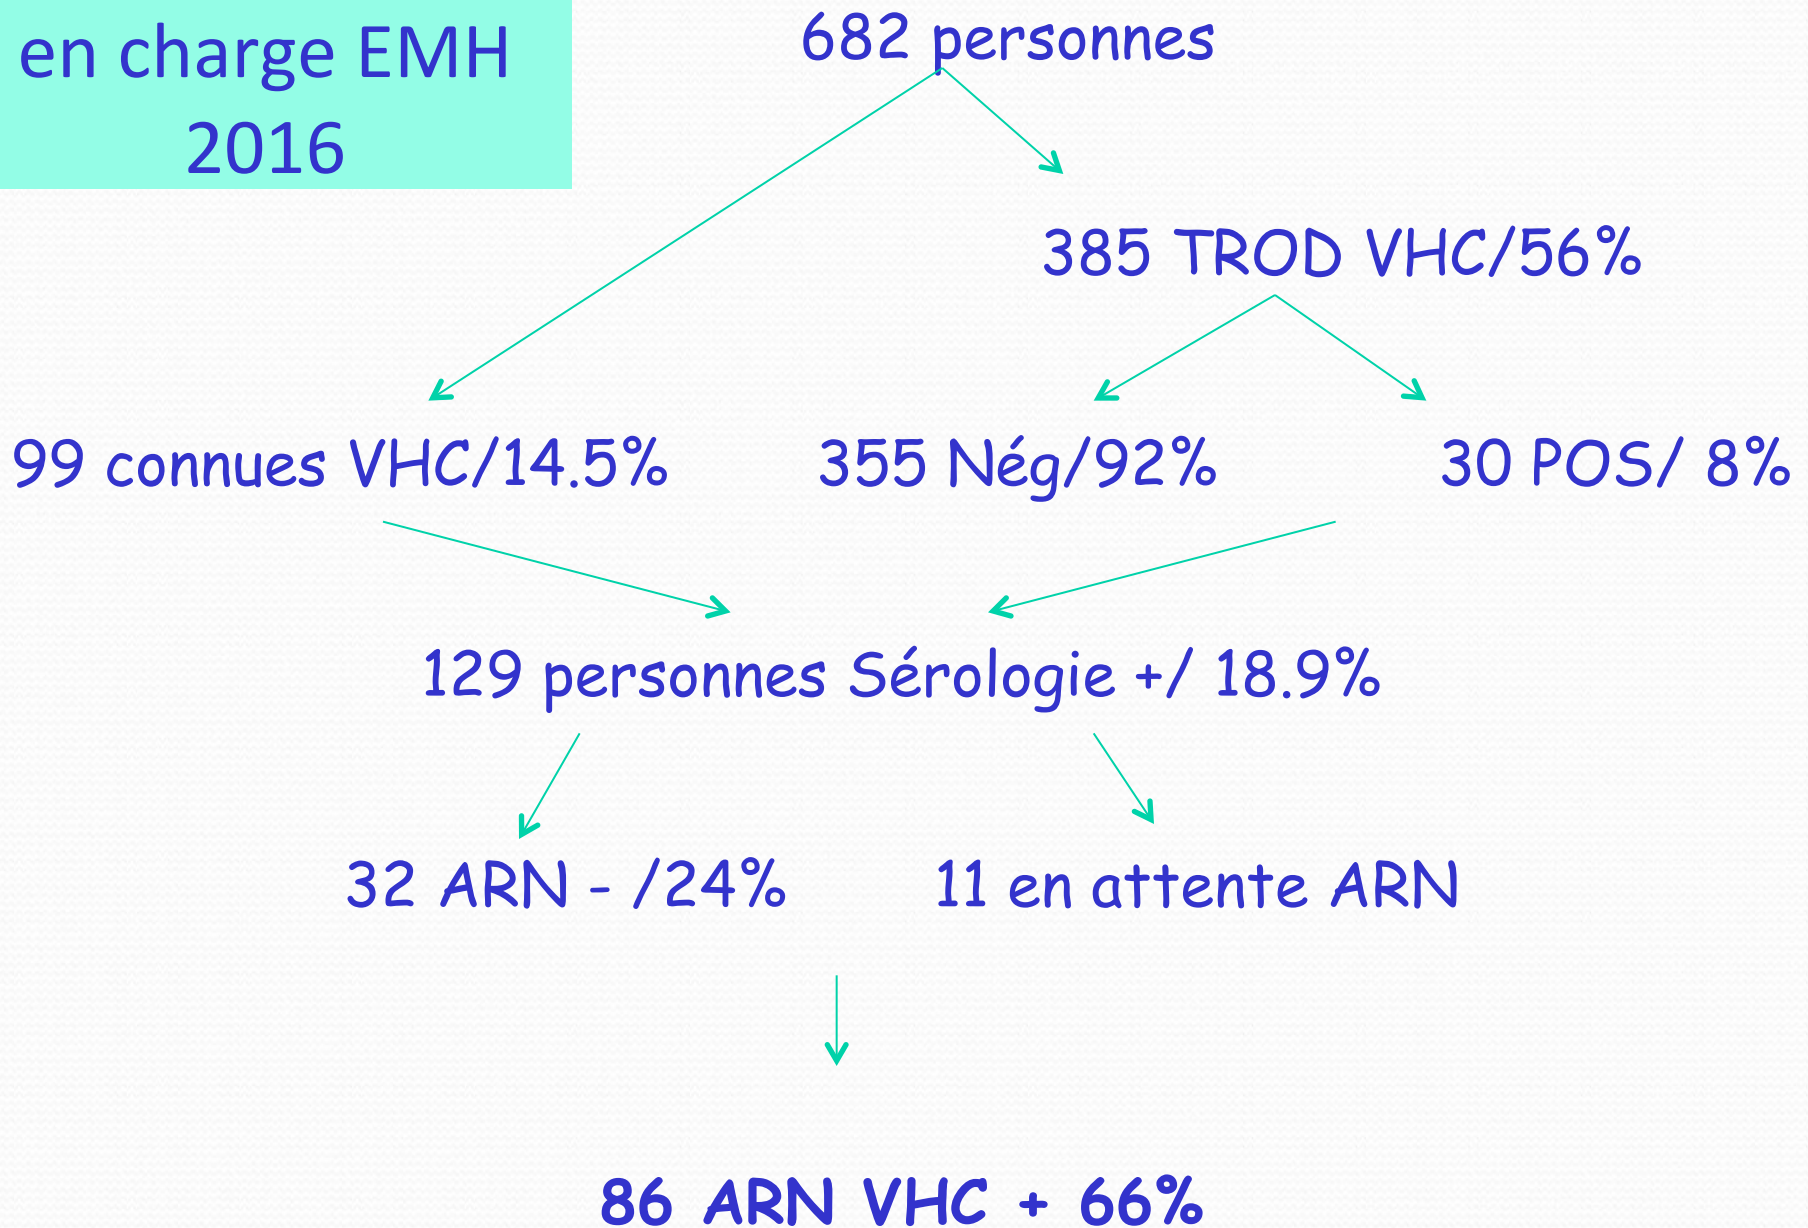 en charge EMH
2016
682 personnes
385 TROD VHC/56%
99 connues VHC/14.5%
355 Nég/92%
30 POS/ 8%
129 personnes Sérologie +/ 18.9%
32 ARN - /24%
11 en attente ARN
86 ARN VHC + 66%